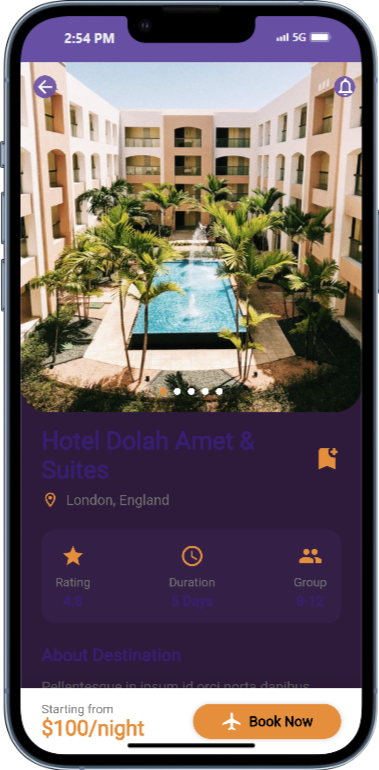 2:54 PM
5G
Hotel Dolah Amet &
Suites
London, England
Rating
Duration
Group
4.8
5 Days
8-12
About Destination
Pellentesque in ipsum id orci porta dapibus.
Starting from
$100/night
Book Now